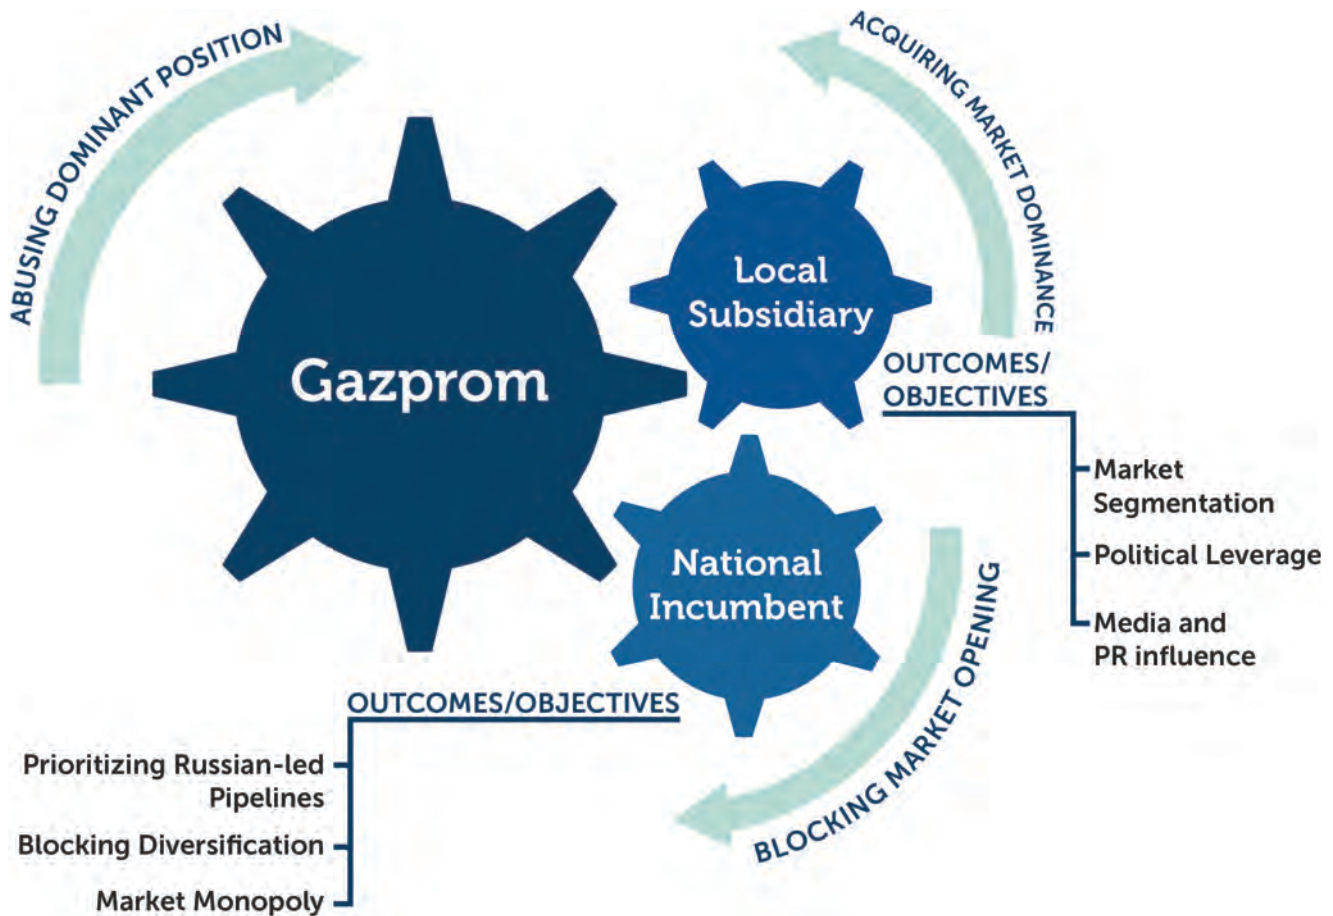 ABUSING DOMINANT POSITION
ACQUIRING MARKET DOMINANCE
Gazprom
Local
Subsidiary
OUTCOMES/
OBJECTIVES
Market
Segmentation
Political Leverage
Media and
PR influence
National
Incumbent
BLOCKING MARKET OPENING
OUTCOMES/OBJECTIVES
Prioritizing Russian-led
Pipelines
Blocking Diversification
Market Monopoly